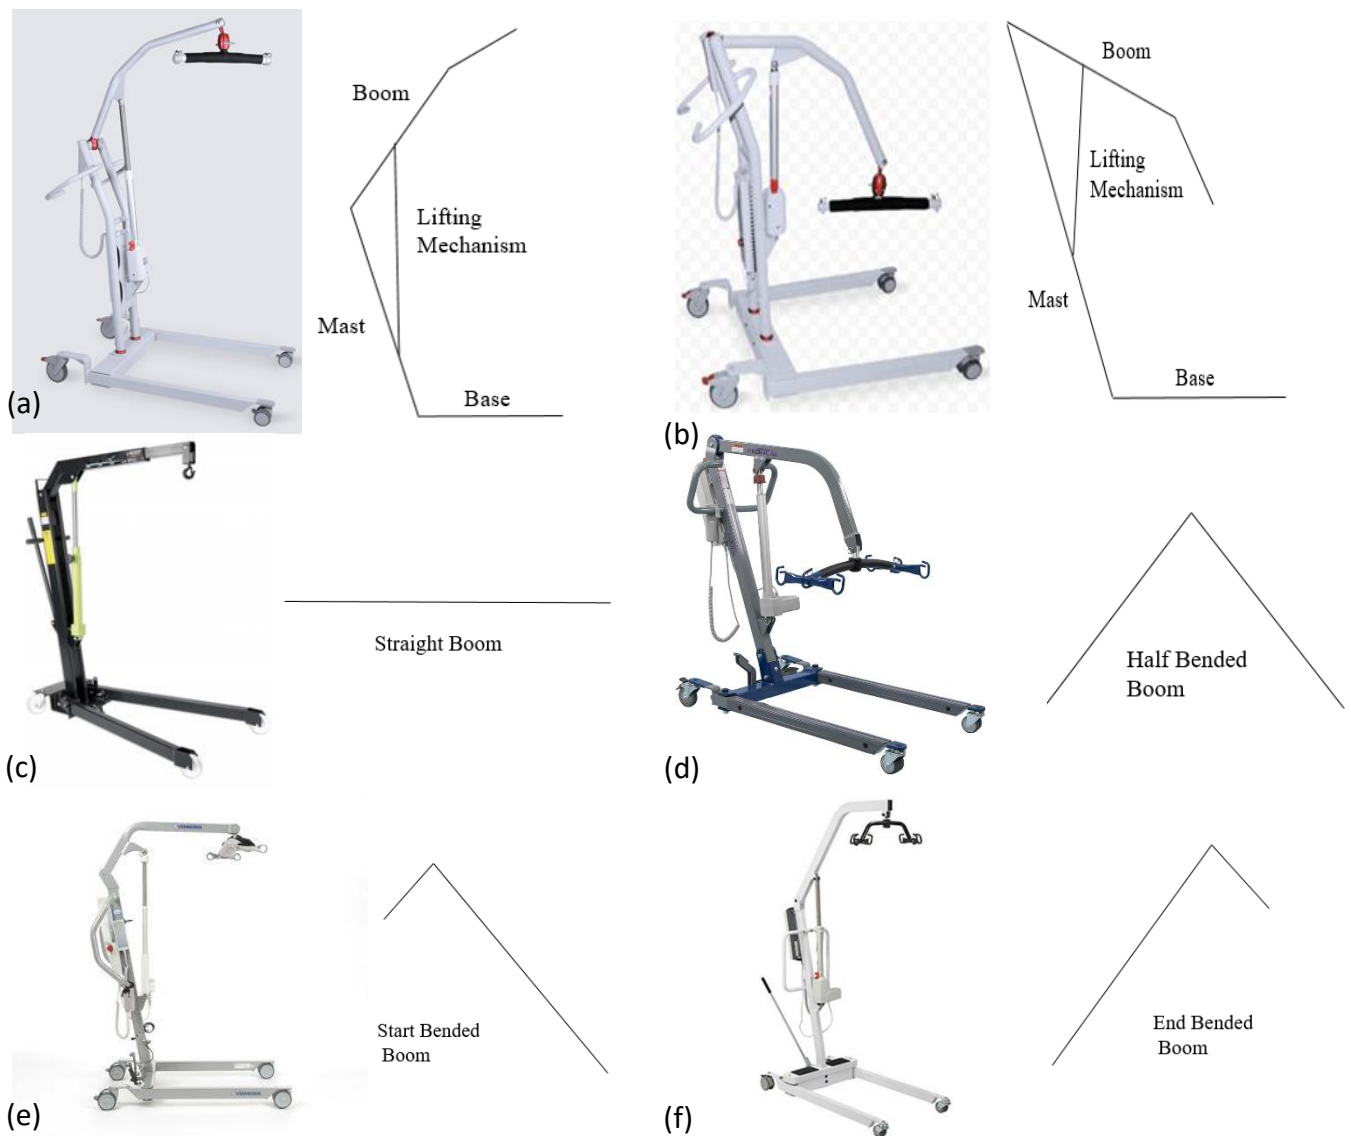 Boom
Lifting
Mechanism
Mast
Base
(a)
Boom
Lifting
Mechanism
Mast
Base
(b)
Straight Boom
(c)
Half Bended
Boom
(d)
Start Bended
Boom
(e)
End Bended
Boom
(f)